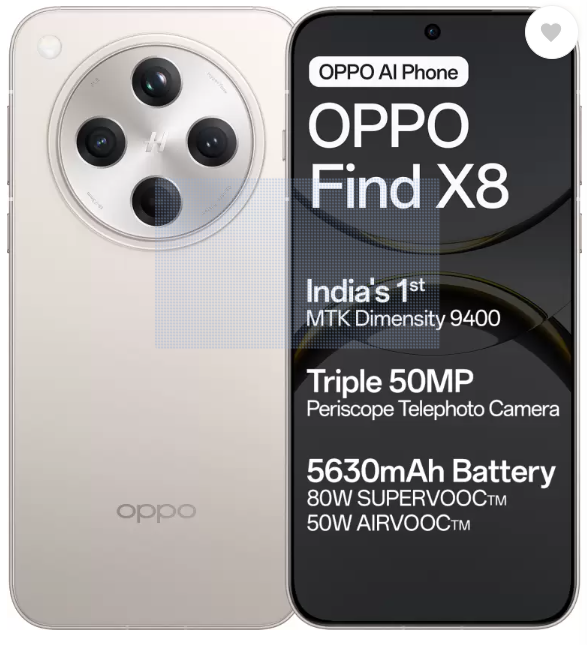 OPPO AI Phone
OPPO
Find X8
India's 1st
MTK Dimensity 9400
Triple 50MP
Periscope Telephoto Camera
5630mAh Battery
80W SUPERVOOC™
50W AIRVOOC™
oppo